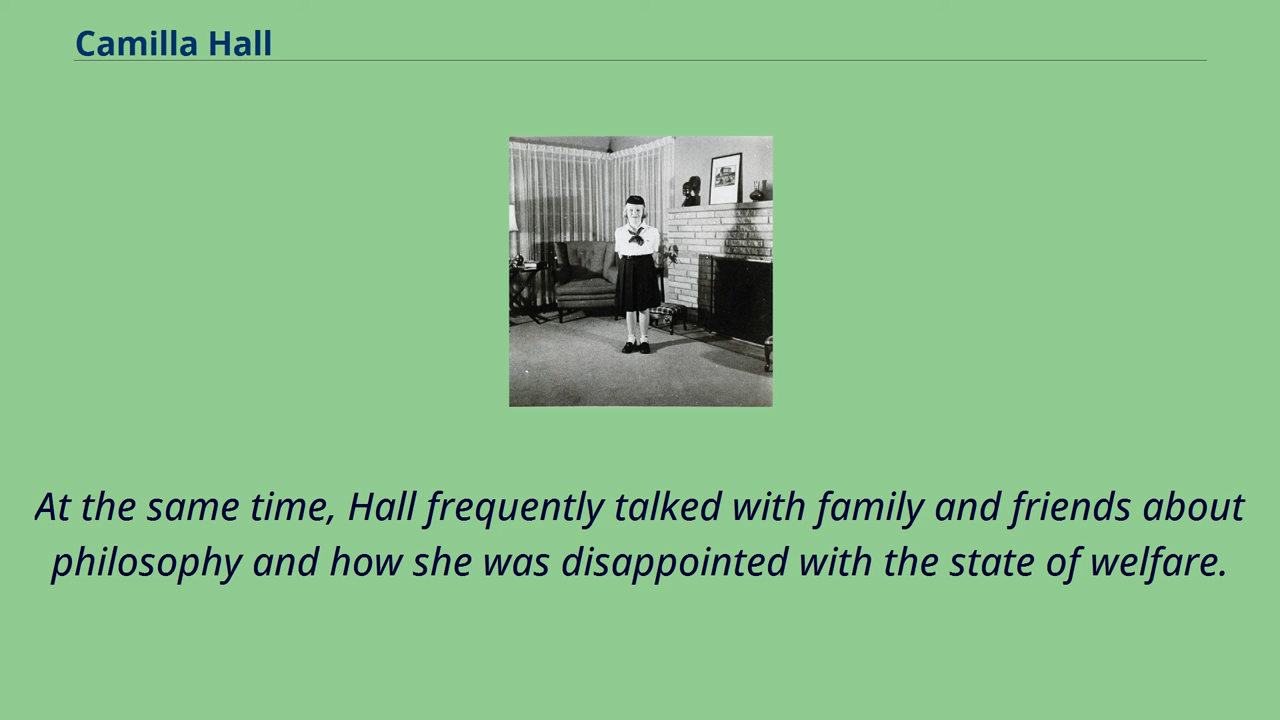 Camilla Hall
At the same time, Hall frequently talked with family and friends about
philosophy and how she was disappointed with the state of welfare.